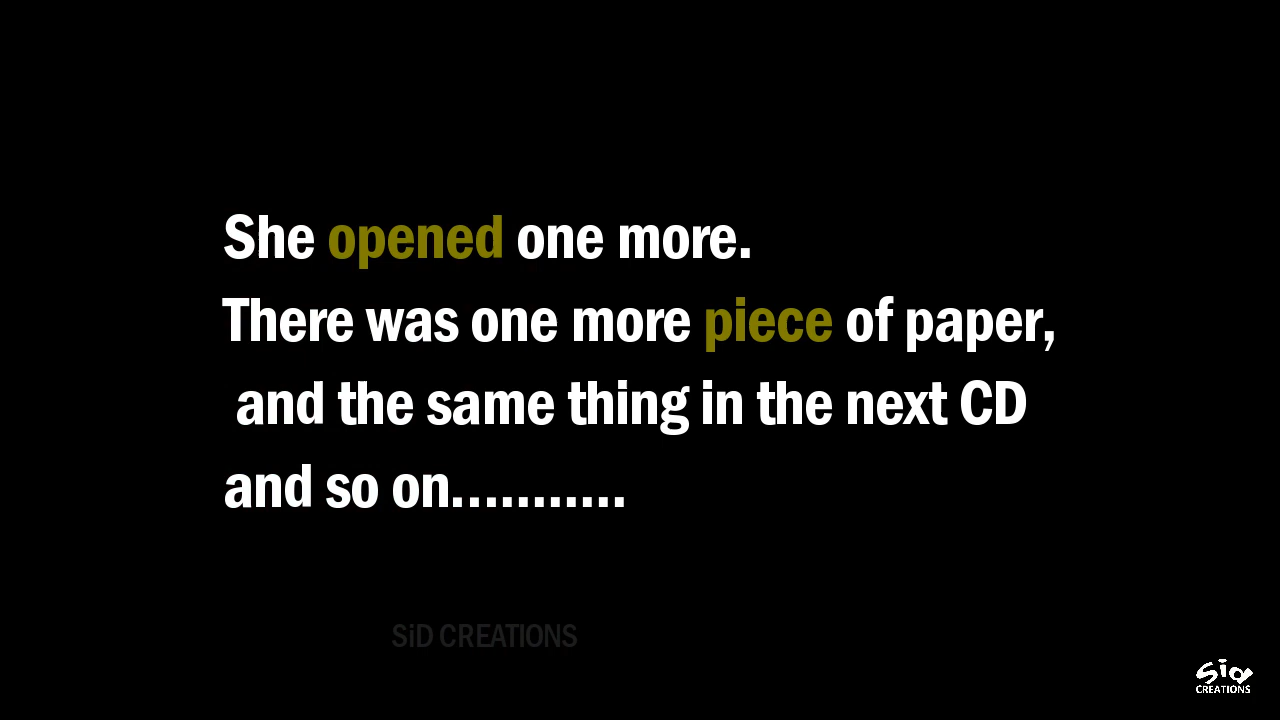 She opened one more.
There was one more piece of paper,
and the same thing in the next CD
and so on...........
SiD CREATIONS
Sid
CREATIONS